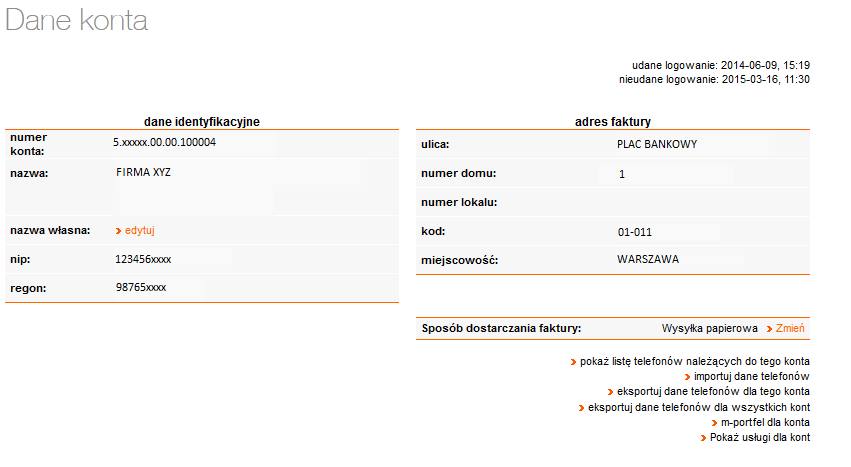 Dane konta
udane logowanie: 2014-06-09, 15:19
nieudane logowanie: 2015-03-16, 11:30
dane identyfikacyjne
numer konta: 5.xxxxx.00.00.100004
nazwa: FIRMA XYZ
nazwa własna: edytuj
nip: 123456xxxx
regon: 98765xxxx
adres faktury
ulica: PLAC BANKOWY
numer domu: 1
numer lokalu:
kod: 01-011
miejscowość: WARSZAWA
Sposób dostarczania faktury: Wysyłka papierowa Zmień
pokaż listę telefonów należących do tego konta
importuj dane telefonów
eksportuj dane telefonów dla tego konta
eksportuj dane telefonów dla wszystkich kont
m-portfel dla konta
Pokaż usługi dla kont